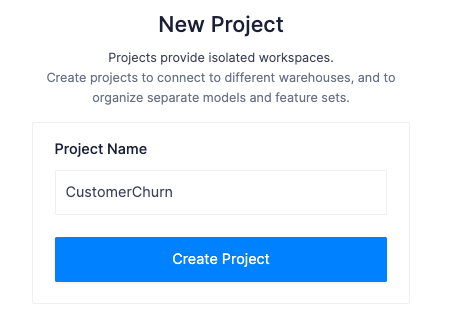 New Project
Projects provide isolated workspaces.
Create projects to connect to different warehouses, and to
organize separate models and feature sets.
Project Name
CustomerChurn
Create Project